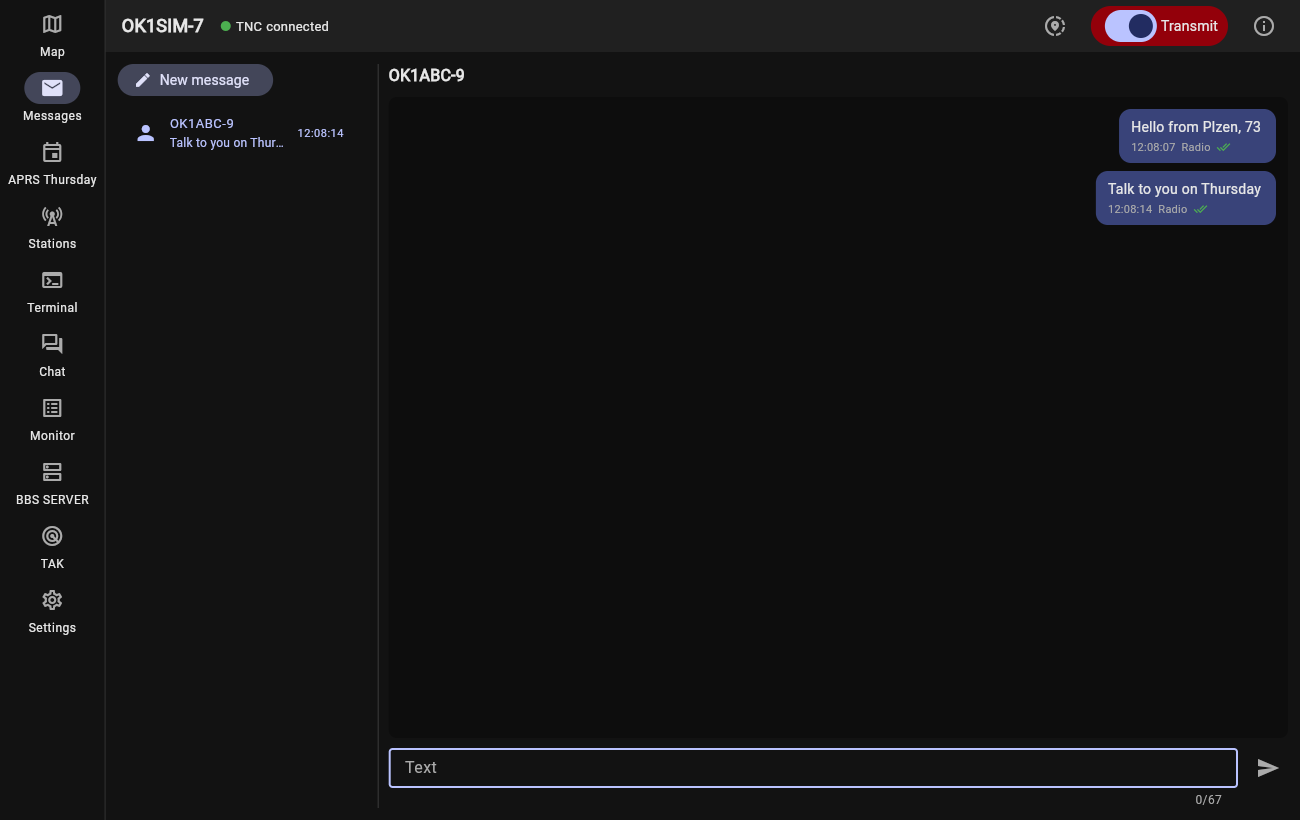 OK1SIM-7
TNC connected
Transmit
Map
Messages
APRS Thursday
Stations
Terminal
Chat
Monitor
BBS SERVER
TAK
Settings
New message
OK1ABC-9
Talk to you on Thur…
12:08:14
OK1ABC-9
Hello from Plzen, 73
12:08:07 Radio
Talk to you on Thursday
12:08:14 Radio
Text
0/67